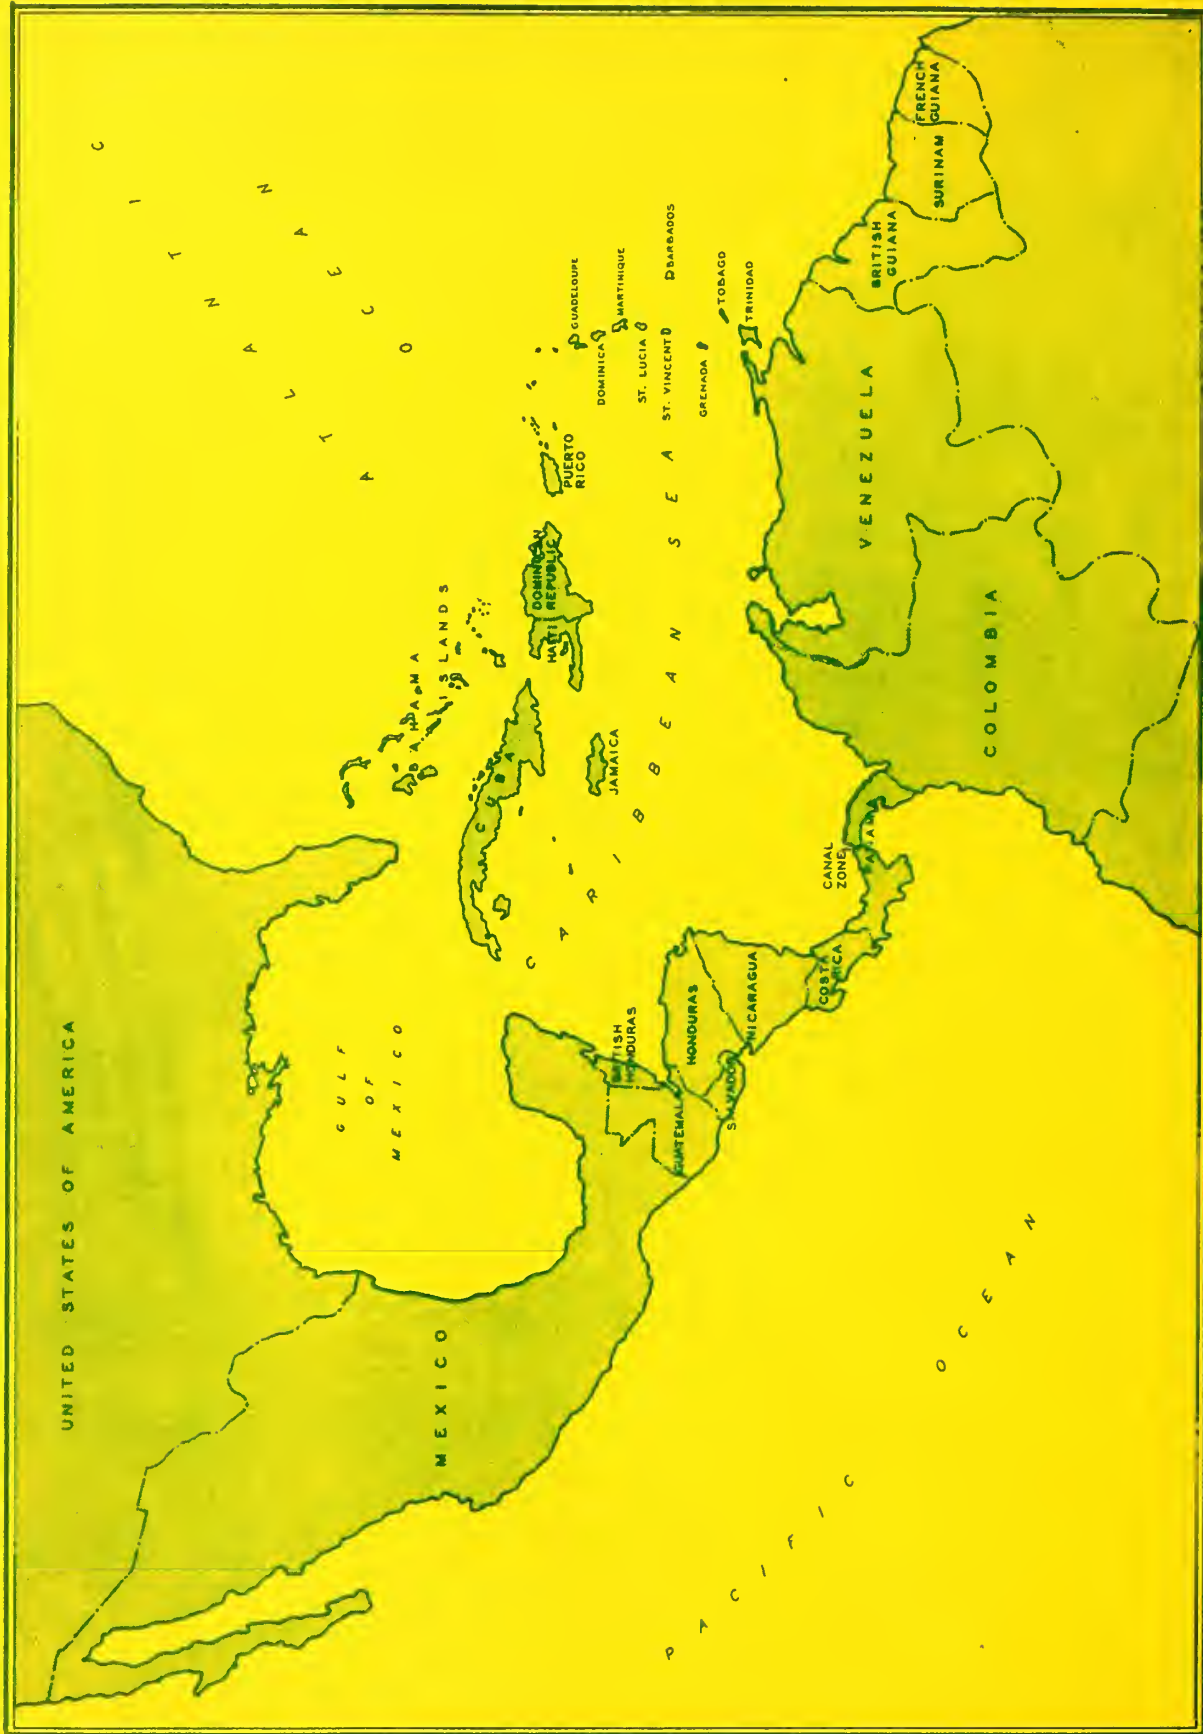 UNITED STATES OF AMERICA
ATLANTIC
OCEAN
GULF
OF
MEXICO
MEXICO
BAHAMA
ISLANDS
CUBA
HAITI
DOMINICAN
REPUBLIC
PUERTO
RICO
JAMAICA
GUADELOUPE
DOMINICA
MARTINIQUE
ST. LUCIA
ST. VINCENT
BARBADOS
GRENADA
TOBAGO
TRINIDAD
CARIBBEAN SEA
BRITISH
HONDURAS
GUATEMALA
HONDURAS
SALVADOR
NICARAGUA
COSTA
RICA
CANAL
ZONE
PANAMA
COLOMBIA
VENEZUELA
BRITISH
GUIANA
SURINAM
FRENCH
GUIANA
PACIFIC OCEAN